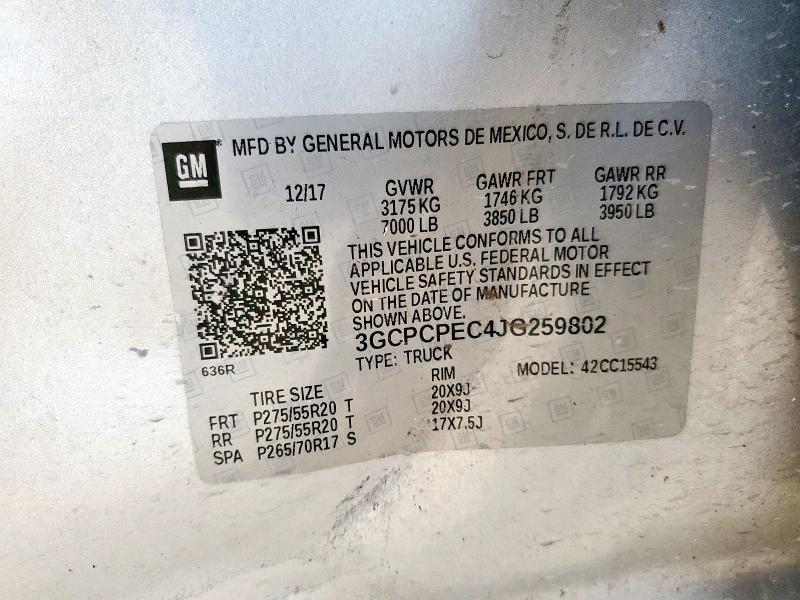 GM MFD BY GENERAL MOTORS DE MEXICO, S. DE R.L. DE C.V.
12/17 GVWR GAWR FRT GAWR RR
3175 KG 1746 KG 1792 KG
7000 LB 3850 LB 3950 LB
THIS VEHICLE CONFORMS TO ALL
APPLICABLE U.S. FEDERAL MOTOR
VEHICLE SAFETY STANDARDS IN EFFECT
ON THE DATE OF MANUFACTURE
SHOWN ABOVE.
3GCPCPEC4JG259802
636R TYPE: TRUCK MODEL: 42CC15543
TIRE SIZE RIM
FRT P275/55R20 T 20X9J
RR P275/55R20 T 20X9J
SPA P265/70R17 S 17X7.5J